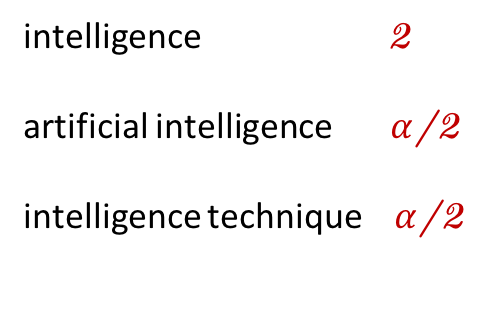 intelligence 2
artificial intelligence α/2
intelligence technique α/2